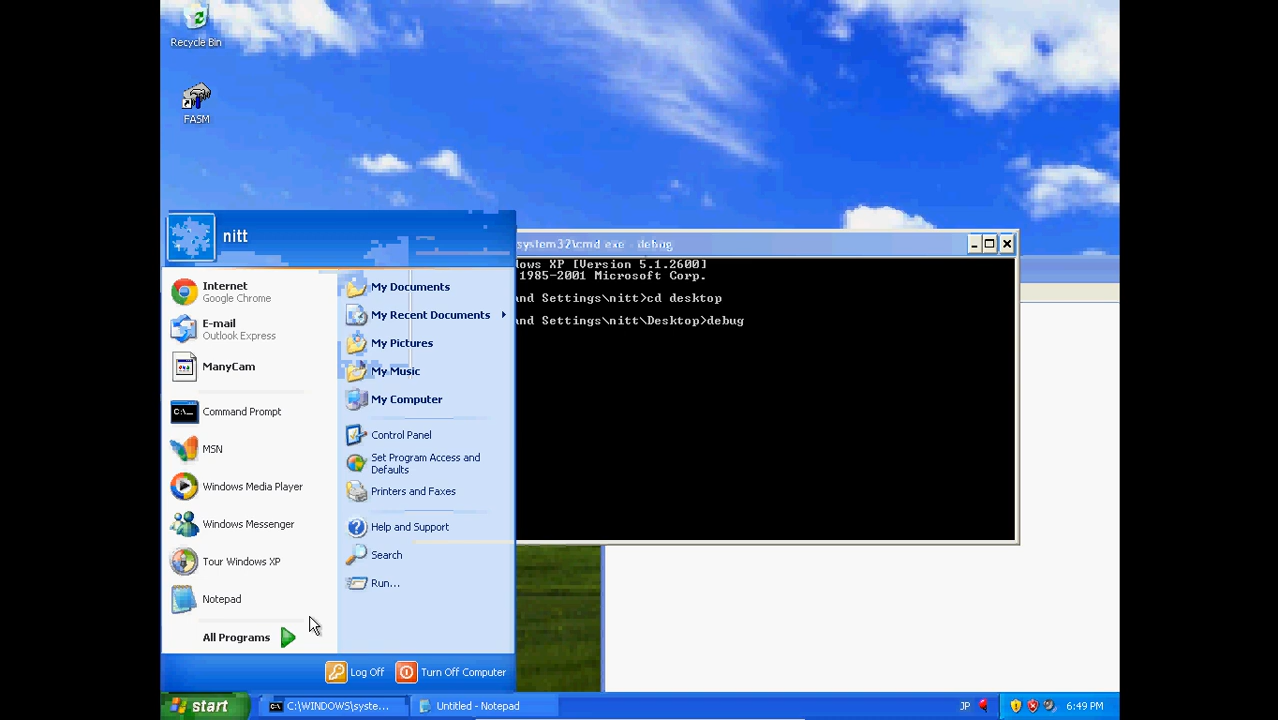 Recycle Bin
FASM
nitt
Internet
Google Chrome
E-mail
Outlook Express
ManyCam
Command Prompt
MSN
Windows Media Player
Windows Messenger
Tour Windows XP
Notepad
All Programs
My Documents
My Recent Documents
My Pictures
My Music
My Computer
Control Panel
Set Program Access and
Defaults
Printers and Faxes
Help and Support
Search
Run...
Log Off
Turn Off Computer
system32\cmd exe - debug
dows XP [Version 5.1.2600]
1985-2001 Microsoft Corp.
and Settings\nitt>cd desktop
and Settings\nitt\Desktop>debug
start
C:\WINDOWS\syste...
Untitled - Notepad
JP
6:49 PM